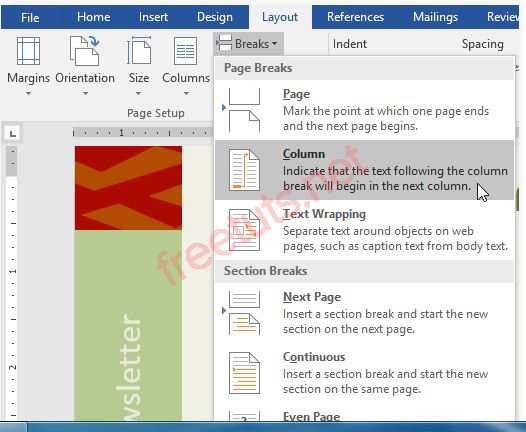 File Home Insert Design Layout References Mailings Review
Breaks Indent Spacing
Margins Orientation Size Columns
Page Setup
Page Breaks
Page
Mark the point at which one page ends
and the next page begins.
Column
Indicate that the text following the column
break will begin in the next column.
Text Wrapping
Separate text around objects on web
pages, such as caption text from body text.
Section Breaks
Next Page
Insert a section break and start the new
section on the next page.
Continuous
Insert a section break and start the new
section on the same page.
Even Page
L
1
1
2
wsletter
freetuts.net